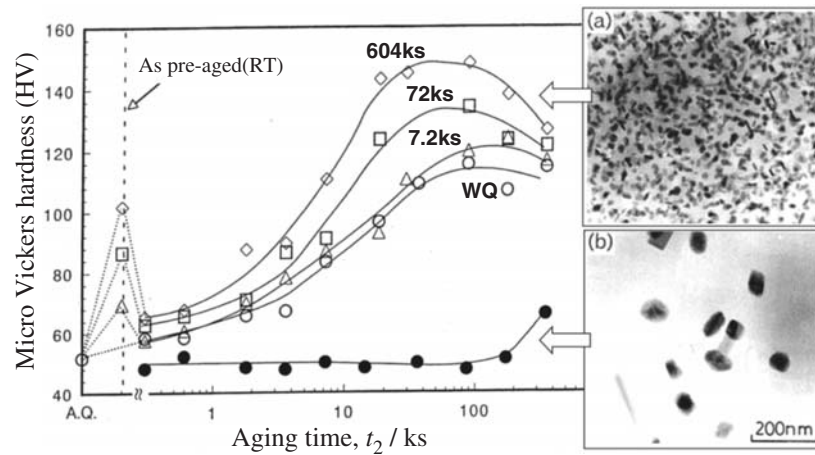 160
140
120
100
80
60
40
Micro Vickers hardness (HV)
As pre-aged(RT)
604ks
72ks
7.2ks
WQ
A.Q.
1
10
100
Aging time, t₂ / ks
(a)
(b)
200nm